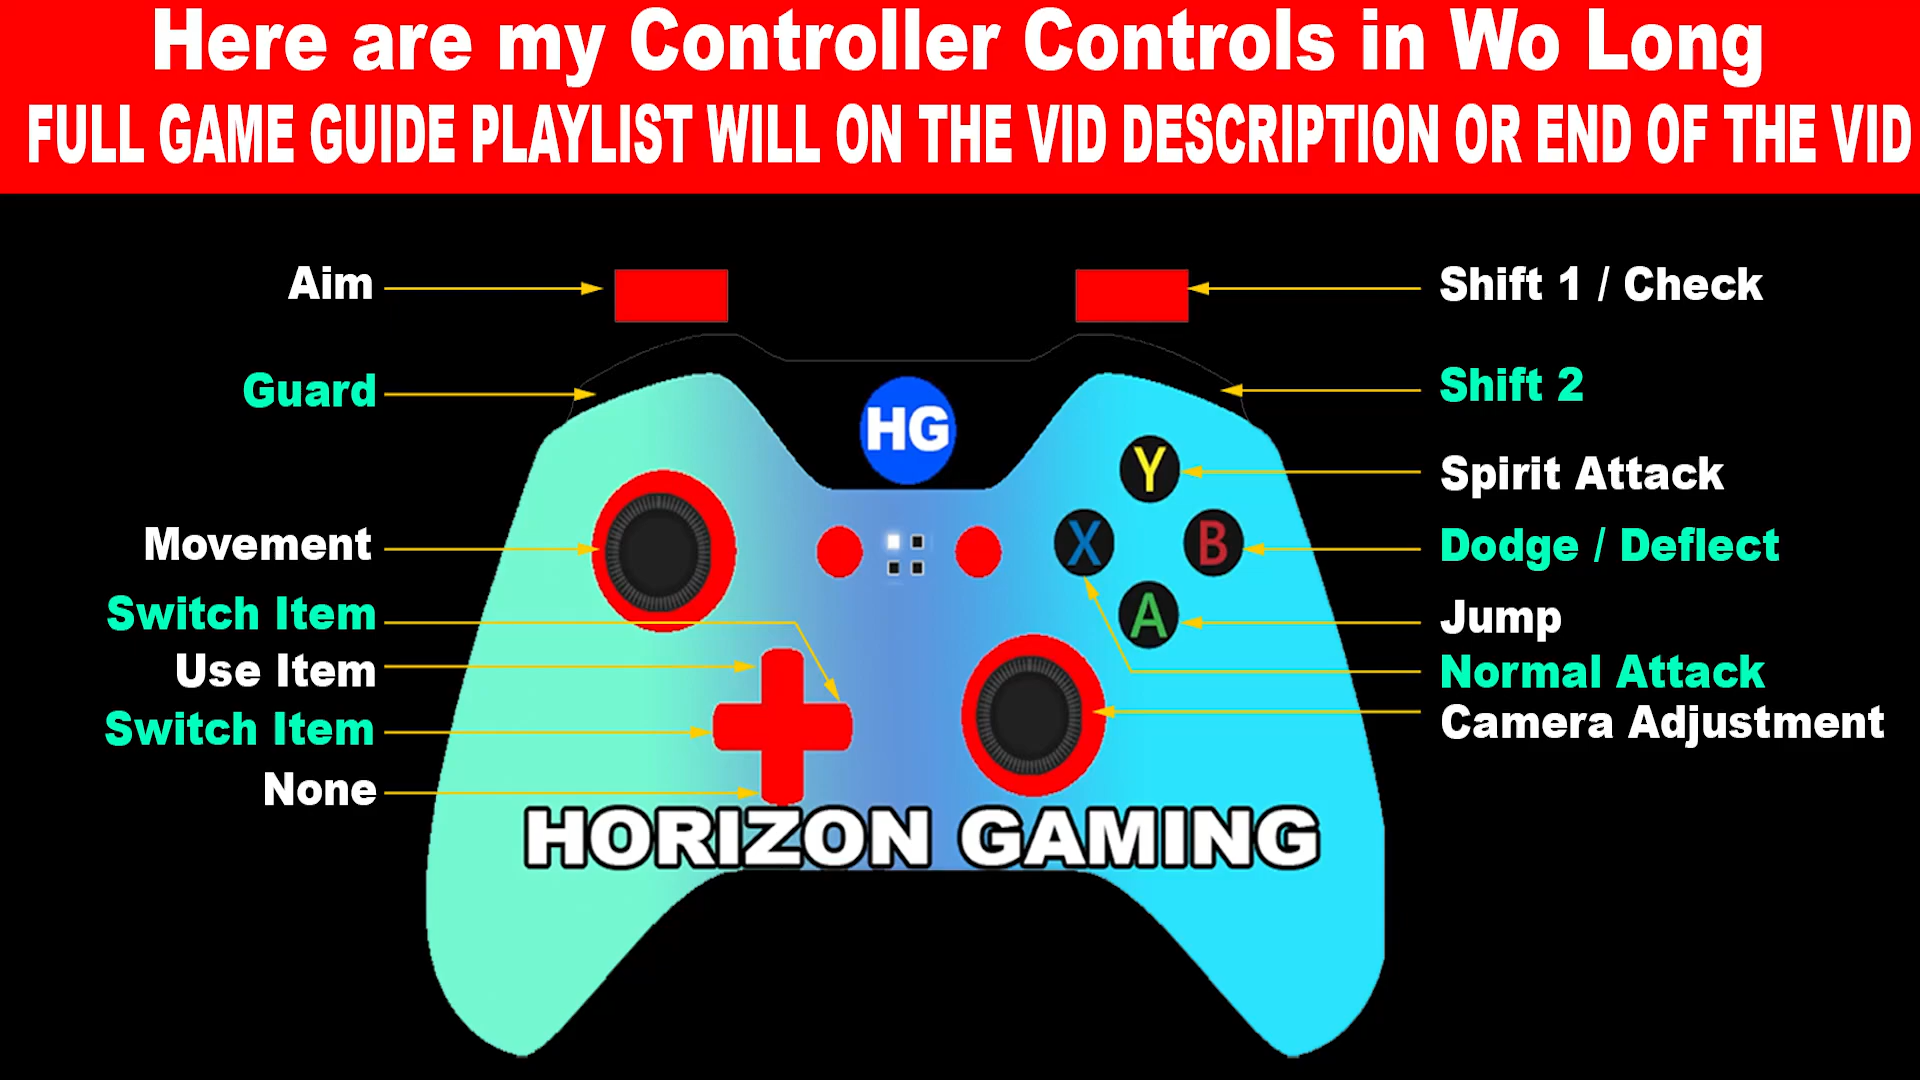 Here are my Controller Controls in Wo Long
FULL GAME GUIDE PLAYLIST WILL ON THE VID DESCRIPTION OR END OF THE VID
Aim
Shift 1 / Check
Guard
Shift 2
HG
Y
Spirit Attack
Movement
X
B
Dodge / Deflect
Switch Item
A
Jump
Use Item
Normal Attack
Switch Item
Camera Adjustment
None
HORIZON GAMING